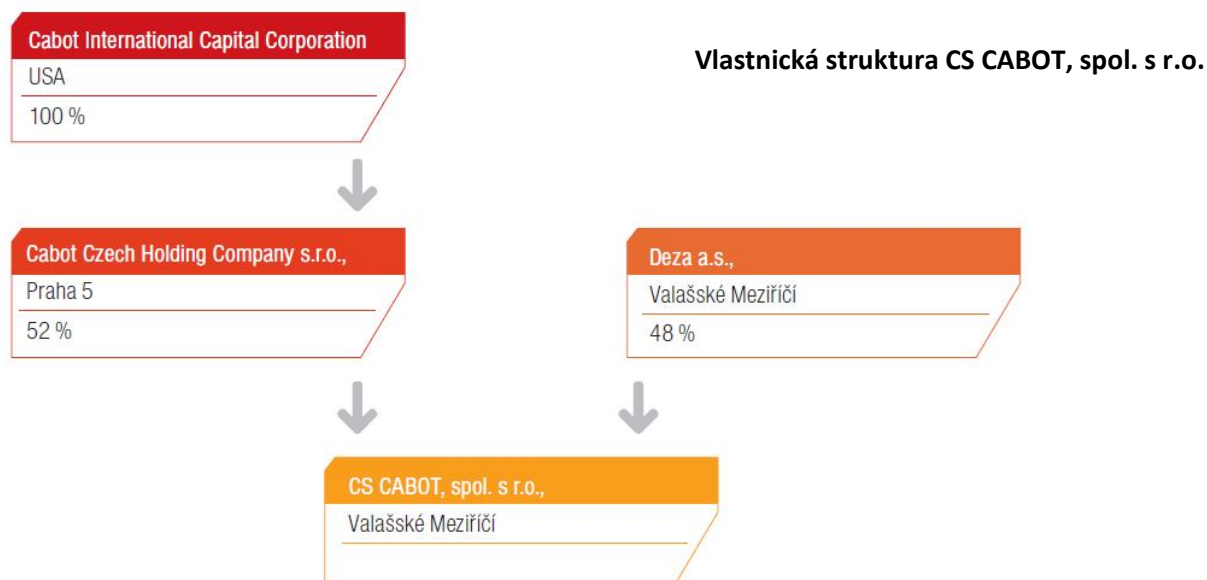 Cabot International Capital Corporation
USA
100 %
Vlastnická struktura CS CABOT, spol. s r.o.
Cabot Czech Holding Company s.r.o.,
Praha 5
52 %
Deza a.s.,
Valašské Meziříčí
48 %
CS CABOT, spol. s r.o.,
Valašské Meziříčí